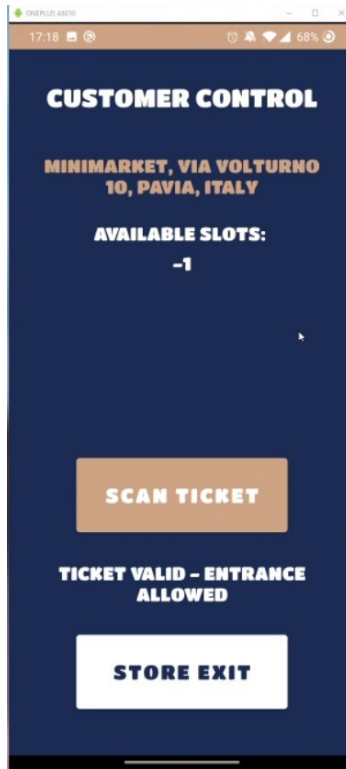 ONEPLUS A6010
17:18 68%
CUSTOMER CONTROL
MINIMARKET, VIA VOLTURNO
10, PAVIA, ITALY
AVAILABLE SLOTS:
-1
SCAN TICKET
TICKET VALID - ENTRANCE
ALLOWED
STORE EXIT